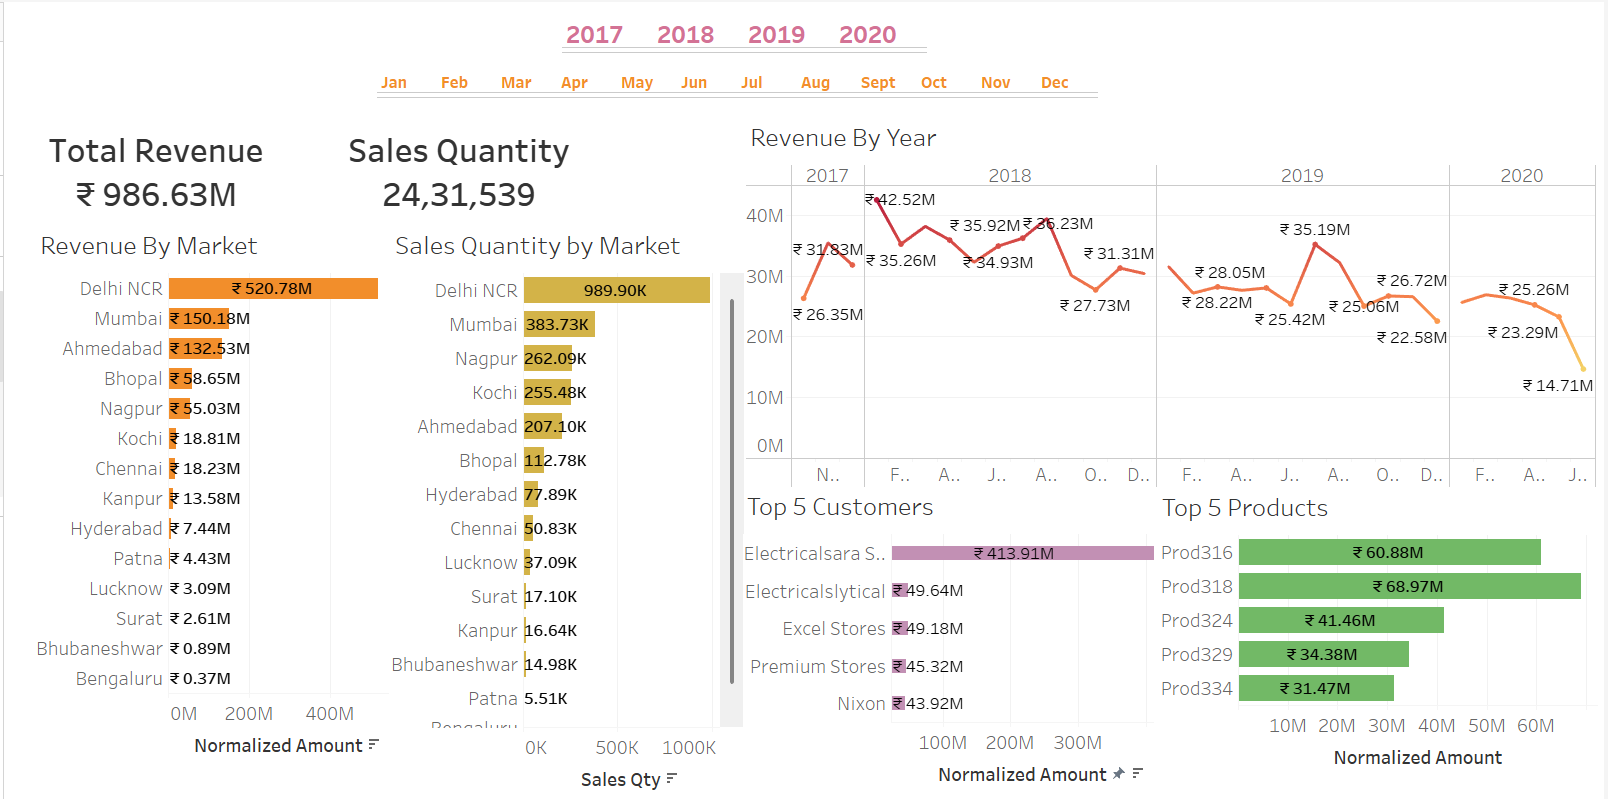 2017 2018 2019 2020
Jan Feb Mar Apr May Jun Jul Aug Sept Oct Nov Dec
Total Revenue
₹ 986.63M
Sales Quantity
24,31,539
Revenue By Market
Delhi NCR ₹ 520.78M
Mumbai ₹ 150.18M
Ahmedabad ₹ 132.53M
Bhopal ₹ 58.65M
Nagpur ₹ 55.03M
Kochi ₹ 18.81M
Chennai ₹ 18.23M
Kanpur ₹ 13.58M
Hyderabad ₹ 7.44M
Patna ₹ 4.43M
Lucknow ₹ 3.09M
Surat ₹ 2.61M
Bhubaneshwar ₹ 0.89M
Bengaluru ₹ 0.37M
0M 200M 400M
Normalized Amount
Sales Quantity by Market
Delhi NCR 989.90K
Mumbai 383.73K
Nagpur 262.09K
Kochi 255.48K
Ahmedabad 207.10K
Bhopal 112.78K
Hyderabad 77.89K
Chennai 50.83K
Lucknow 37.09K
Surat 17.10K
Kanpur 16.64K
Bhubaneshwar 14.98K
Patna 5.51K
Bengaluru
0K 500K 1000K
Sales Qty
Revenue By Year
2017 2018 2019 2020
40M
30M
20M
10M
0M
₹ 31.83M
₹ 26.35M
₹ 42.52M
₹ 35.26M
₹ 35.92M
₹ 34.93M
₹ 36.23M
₹ 27.73M
₹ 31.31M
₹ 28.05M
₹ 28.22M
₹ 25.42M
₹ 35.19M
₹ 25.06M
₹ 26.72M
₹ 22.58M
₹ 25.26M
₹ 23.29M
₹ 14.71M
N.. F.. A.. J.. A.. O.. D.. F.. A.. J.. A.. O.. D.. F.. A.. J..
Top 5 Customers
Electricalsara S.. ₹ 413.91M
Electricalslytical ₹ 49.64M
Excel Stores ₹ 49.18M
Premium Stores ₹ 45.32M
Nixon ₹ 43.92M
100M 200M 300M
Normalized Amount
Top 5 Products
Prod316 ₹ 60.88M
Prod318 ₹ 68.97M
Prod324 ₹ 41.46M
Prod329 ₹ 34.38M
Prod334 ₹ 31.47M
10M 20M 30M 40M 50M 60M
Normalized Amount